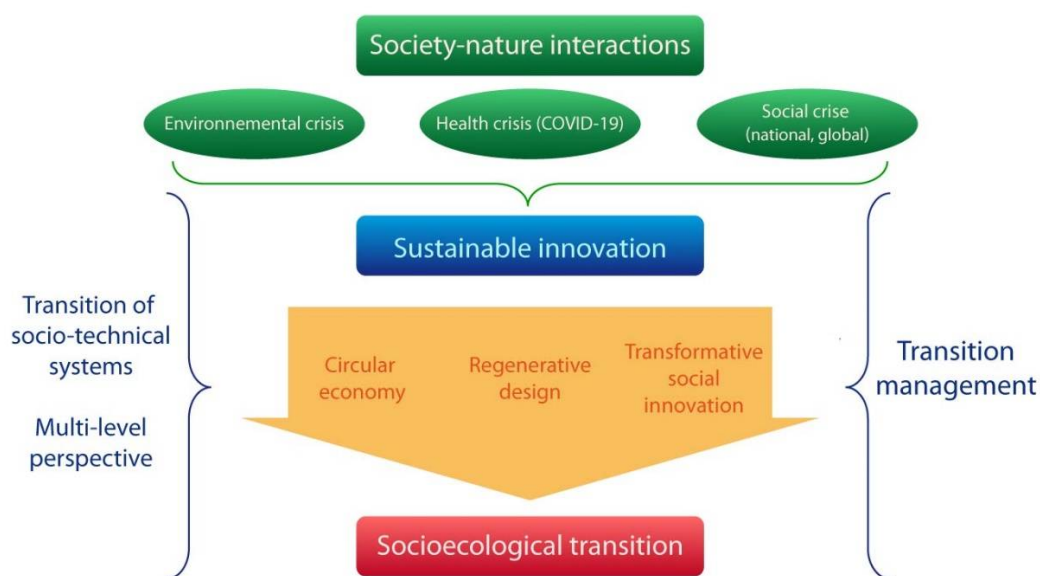 Society-nature interactions
Environnemental crisis
Health crisis (COVID-19)
Social crise
(national, global)
Sustainable innovation
Transition of
socio-technical
systems
Multi-level
perspective
Circular
economy
Regenerative
design
Transformative
social
innovation
Transition
management
Socioecological transition